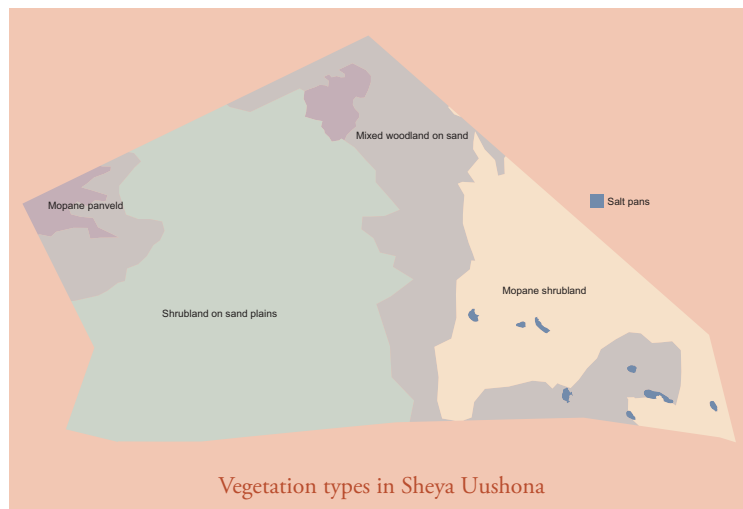 Mixed woodland on sand
Mopane panveld
Salt pans
Mopane shrubland
Shrubland on sand plains
Vegetation types in Sheya Uushona